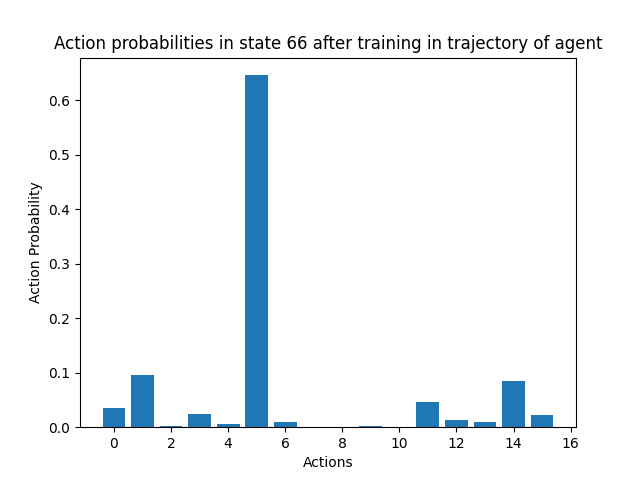 Action probabilities in state 66 after training in trajectory of agent
0.6
0.5
0.4
0.3
0.2
0.1
0.0
Action Probability
0 2 4 6 8 10 12 14 16
Actions